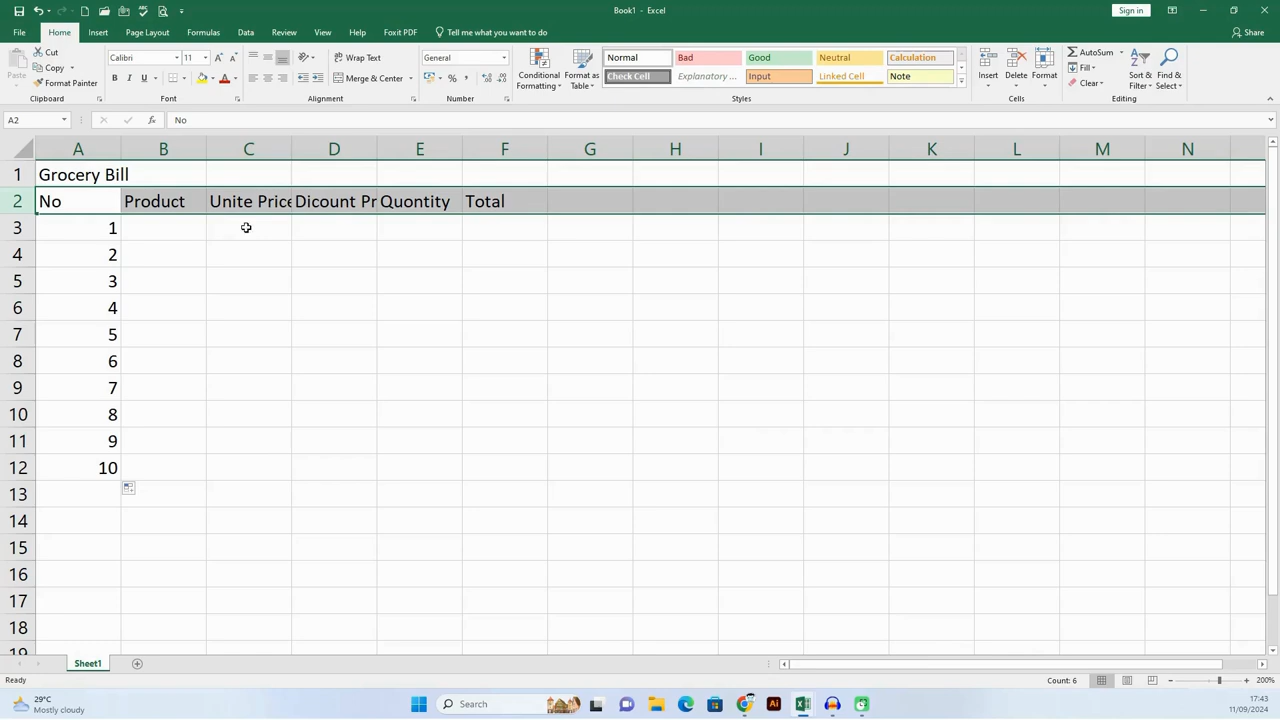 Book1 - Excel
Sign in
File Home Insert Page Layout Formulas Data Review View Help Foxit PDF Tell me what you want to do Share
Paste Cut Copy Format Painter Clipboard
Calibri 11 B I U Font
Wrap Text Merge & Center Alignment
General % Number
Conditional Formatting Format as Table
Normal Bad Good Neutral Calculation
Check Cell Explanatory ... Input Linked Cell Note
Styles
Insert Delete Format Cells
AutoSum Fill Clear Sort & Filter Find & Select Editing
A2 fx No
A B C D E F G H I J K L M N
1 Grocery Bill
2 No Product Unite Price Dicount Pr Quontity Total
3 1
4 2
5 3
6 4
7 5
8 6
9 7
10 8
11 9
12 10
13
14
15
16
17
18
19
Sheet1
Ready Count: 6 200%
29°C
Mostly cloudy
Search
Ai
17:43
11/09/2024